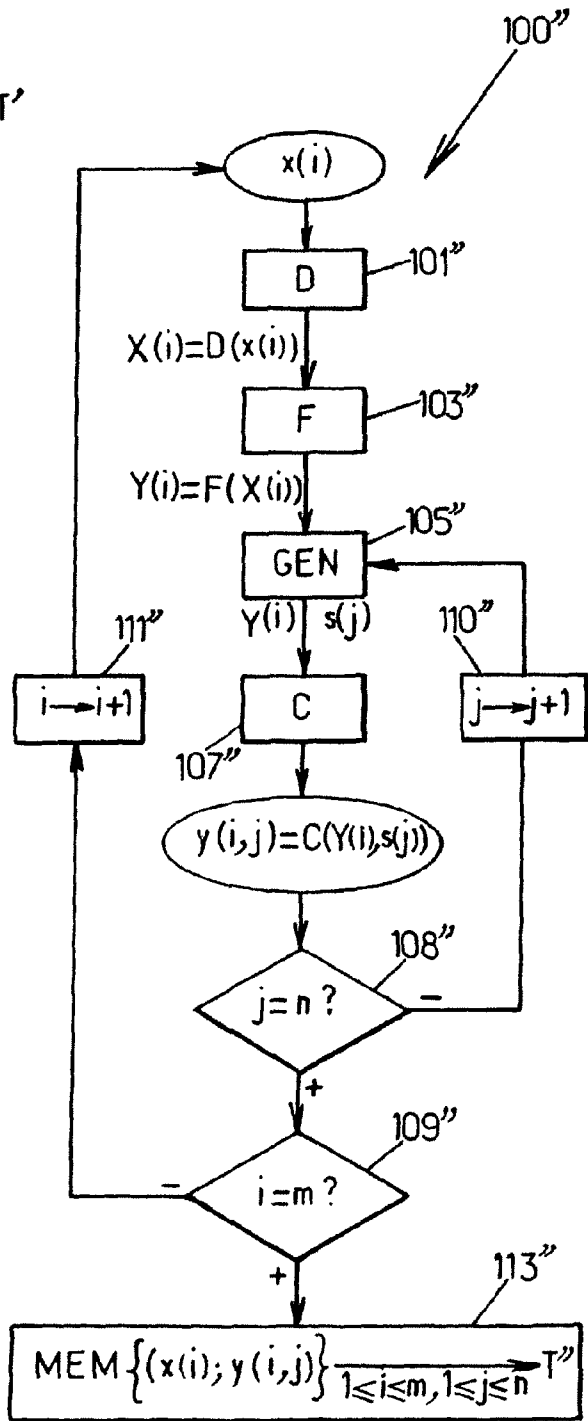 100”
T’
x(i)
D
101”
X(i)=D(x(i))
F
103”
Y(i)=F(X(i))
GEN
105”
Y(i) s(j)
111”
110”
i→i+1
C
j→j+1
107”
y(i,j)=C(Y(i),s(j))
108”
j=n ?
−
+
109”
−
i=m ?
+
113”
MEM{(x(i); y(i,j)} → T”
1≤i≤m, 1≤j≤n